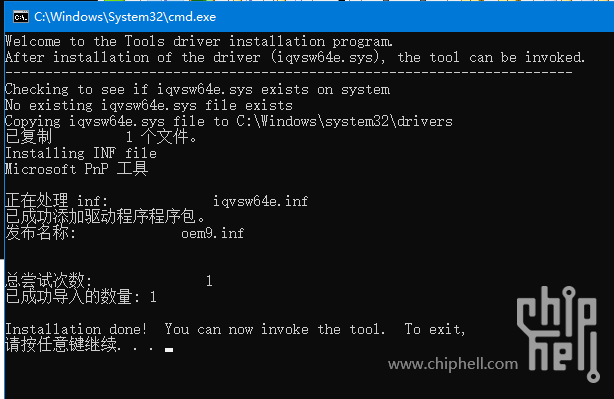 C:\Windows\System32\cmd.exe
Welcome to the Tools driver installation program.
After installation of the driver (iqvsw64e.sys), the tool can be invoked.
-----------------------------------------------------------------------
Checking to see if iqvsw64e.sys exists on system
No existing iqvsw64e.sys file exists
Copying iqvsw64e.sys file to C:\Windows\system32\drivers
已复制         1 个文件。
Installing INF file
Microsoft PnP 工具
正在处理 inf:            iqvsw64e.inf
已成功添加驱动程序程序包。
发布名称:            oem9.inf
总尝试次数:              1
已成功导入的数量: 1
Installation done!  You can now invoke the tool.  To exit,
请按任意键继续. . .
chip
hell
www.chiphell.com